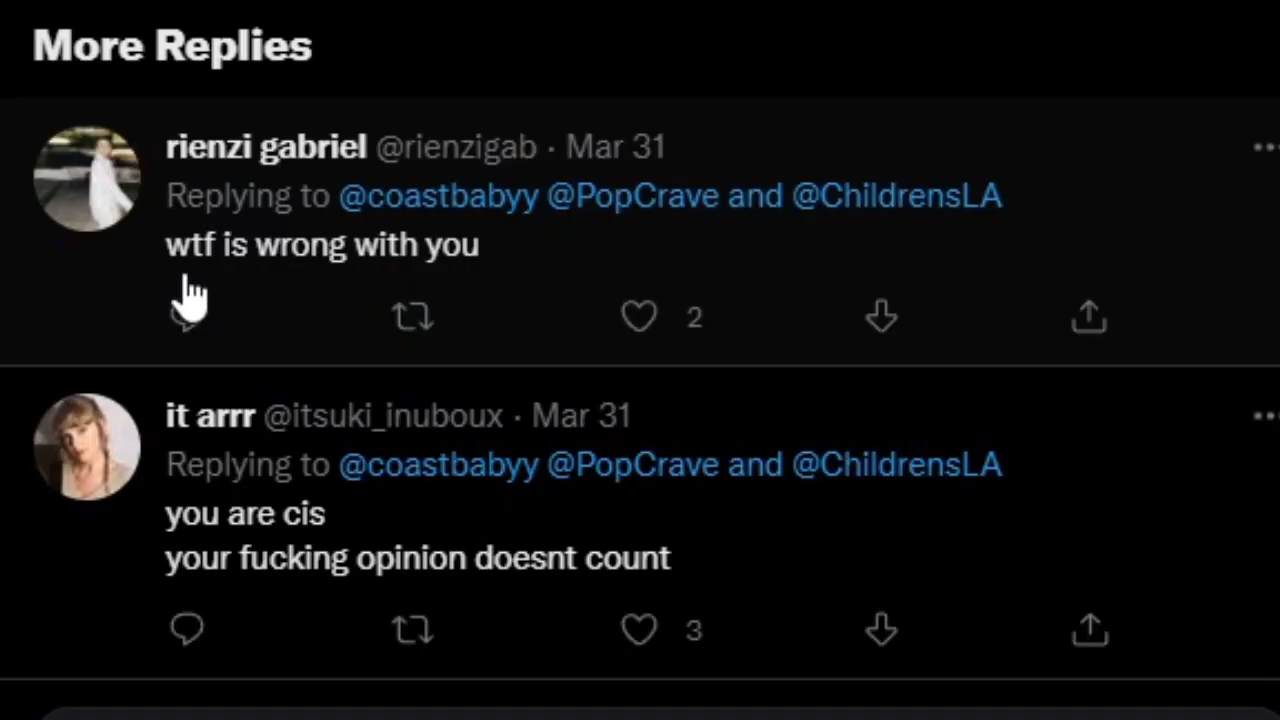 More Replies
rienzi gabriel @rienzigab · Mar 31
Replying to @coastbabyy @PopCrave and @ChildrensLA
wtf is wrong with you
2
it arrr @itsuki_inuboux · Mar 31
Replying to @coastbabyy @PopCrave and @ChildrensLA
you are cis
your fucking opinion doesnt count
3